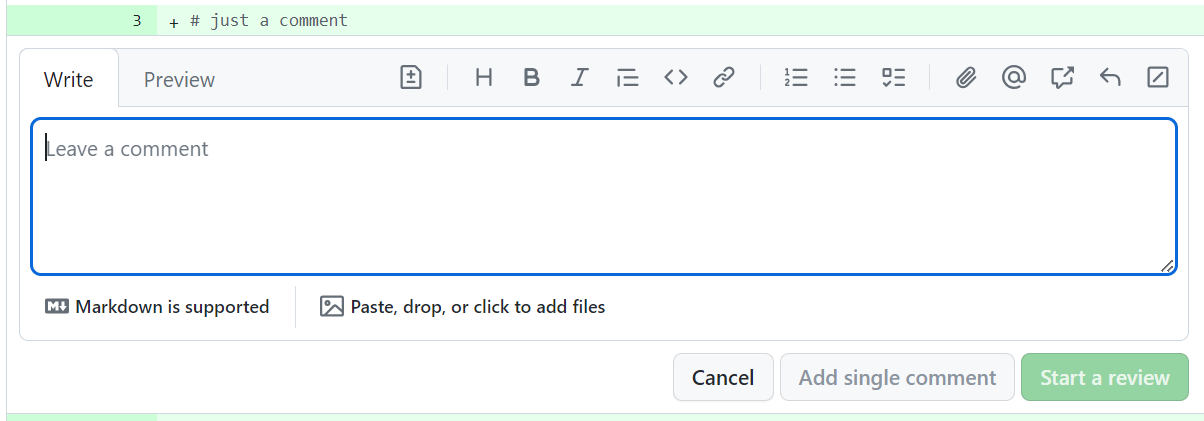 3 + # just a comment
Write Preview
Leave a comment
Markdown is supported Paste, drop, or click to add files
Cancel Add single comment Start a review